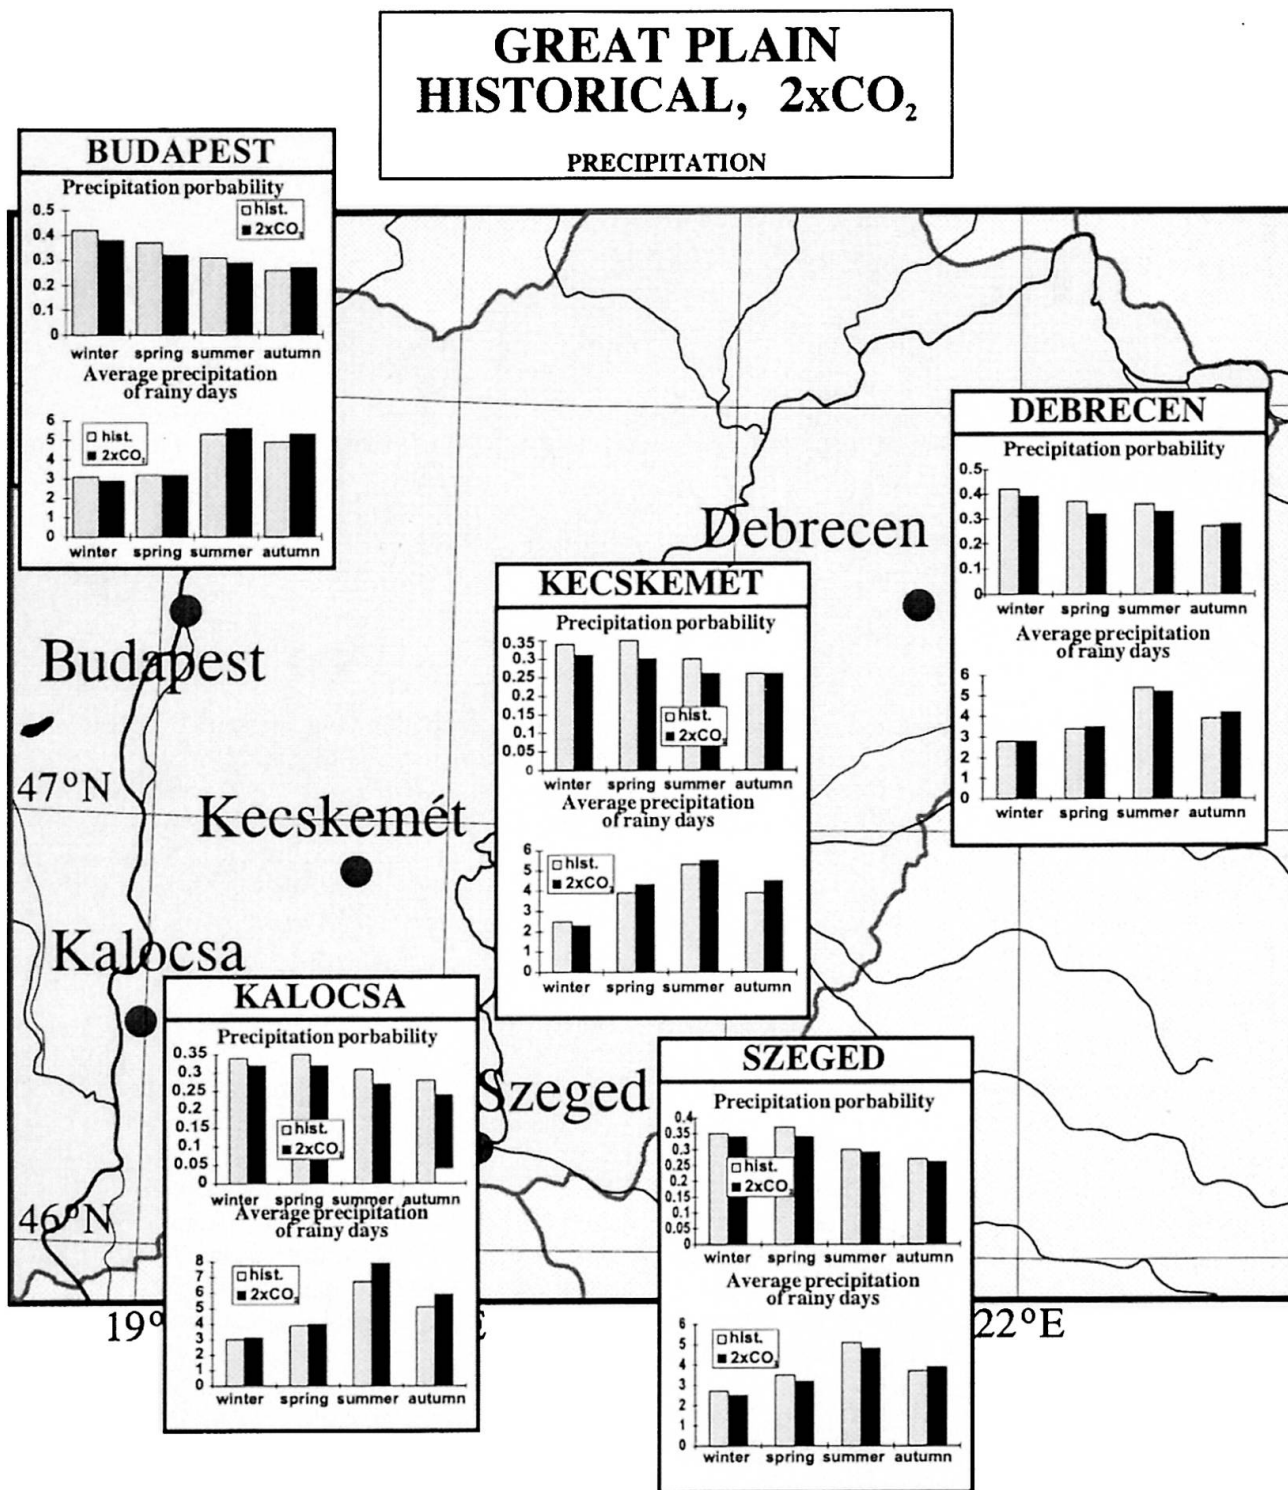 GREAT PLAIN
HISTORICAL, 2xCO₂
PRECIPITATION
BUDAPEST
Precipitation porbability
0.5
0.4
0.3
0.2
0.1
0
hist.
2xCO₂
winter spring summer autumn
Average precipitation
of rainy days
6
5
4
3
2
1
0
hist.
2xCO₂
winter spring summer autumn
DEBRECEN
Precipitation porbability
0.5
0.4
0.3
0.2
0.1
0
winter spring summer autumn
Average precipitation
of rainy days
6
5
4
3
2
1
0
winter spring summer autumn
Debrecen
KECSKEMÉT
Precipitation porbability
0.35
0.3
0.25
0.2
0.15
0.1
0.05
0
hist.
2xCO₂
winter spring summer autumn
Average precipitation
of rainy days
6
5
4
3
2
1
0
hist.
2xCO₂
winter spring summer autumn
Budapest
47°N
Kecskemét
Kalocsa
KALOCSA
Precipitation porbability
0.35
0.3
0.25
0.2
0.15
0.1
0.05
hist.
2xCO₂
winter spring summer autumn
Average precipitation
of rainy days
8
7
6
5
4
3
2
1
0
hist.
2xCO₂
winter spring summer autumn
Szeged
SZEGED
Precipitation porbability
0.4
0.35
0.3
0.25
0.2
0.15
0.1
0.05
0
hist.
2xCO₂
winter spring summer autumn
Average precipitation
of rainy days
6
5
4
3
2
1
0
hist.
2xCO₂
winter spring summer autumn
46°N
19°
E
22°E